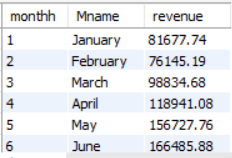 monthh Mname revenue
1 January 81677.74
2 February 76145.19
3 March 98834.68
4 April 118941.08
5 May 156727.76
6 June 166485.88